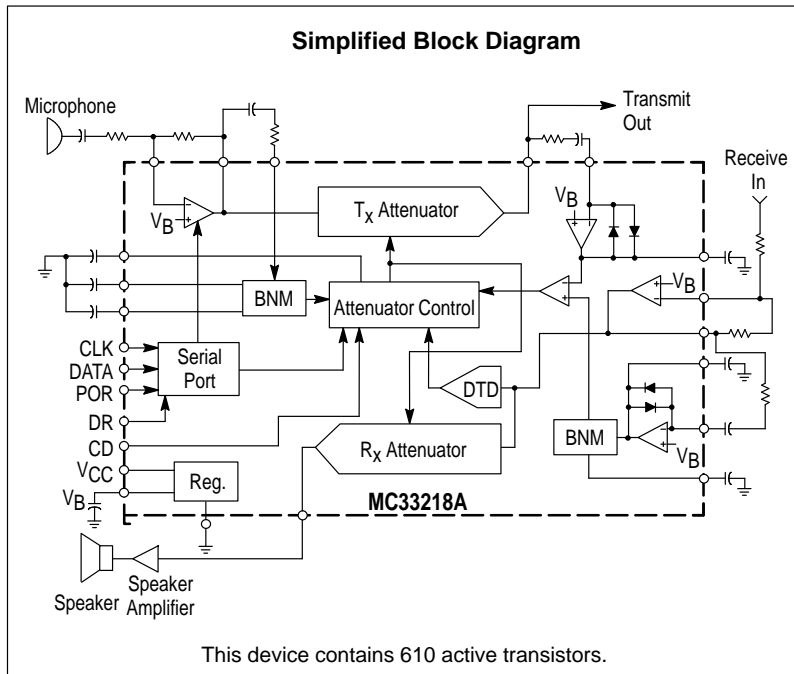 Simplified Block Diagram
Microphone
Transmit
Out
Receive
In
VB
Tx Attenuator
VB
VB
BNM
Attenuator Control
CLK
DATA
POR
DR
CD
VCC
VB
Serial
Port
DTD
Rx Attenuator
BNM
VB
Reg.
MC33218A
Speaker
Speaker
Amplifier
This device contains 610 active transistors.